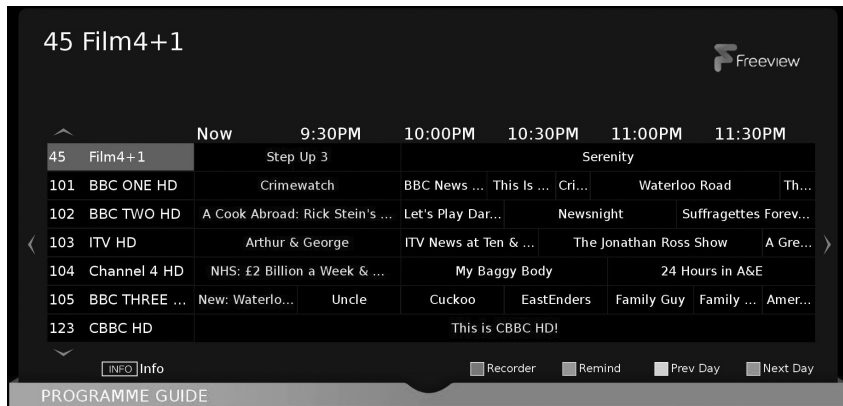 45 Film4+1
Freeview
Now 9:30PM 10:00PM 10:30PM 11:00PM 11:30PM
45 Film4+1 Step Up 3 Serenity
101 BBC ONE HD Crimewatch BBC News ... This Is ... Cri... Waterloo Road Th...
102 BBC TWO HD A Cook Abroad: Rick Stein's ... Let's Play Dar... Newsnight Suffragettes Forev...
103 ITV HD Arthur & George ITV News at Ten & ... The Jonathan Ross Show A Gre...
104 Channel 4 HD NHS: £2 Billion a Week & ... My Baggy Body 24 Hours in A&E
105 BBC THREE ... New: Waterlo... Uncle Cuckoo EastEnders Family Guy Family ... Amer...
123 CBBC HD This is CBBC HD!
INFO Info Recorder Remind Prev Day Next Day
PROGRAMME GUIDE